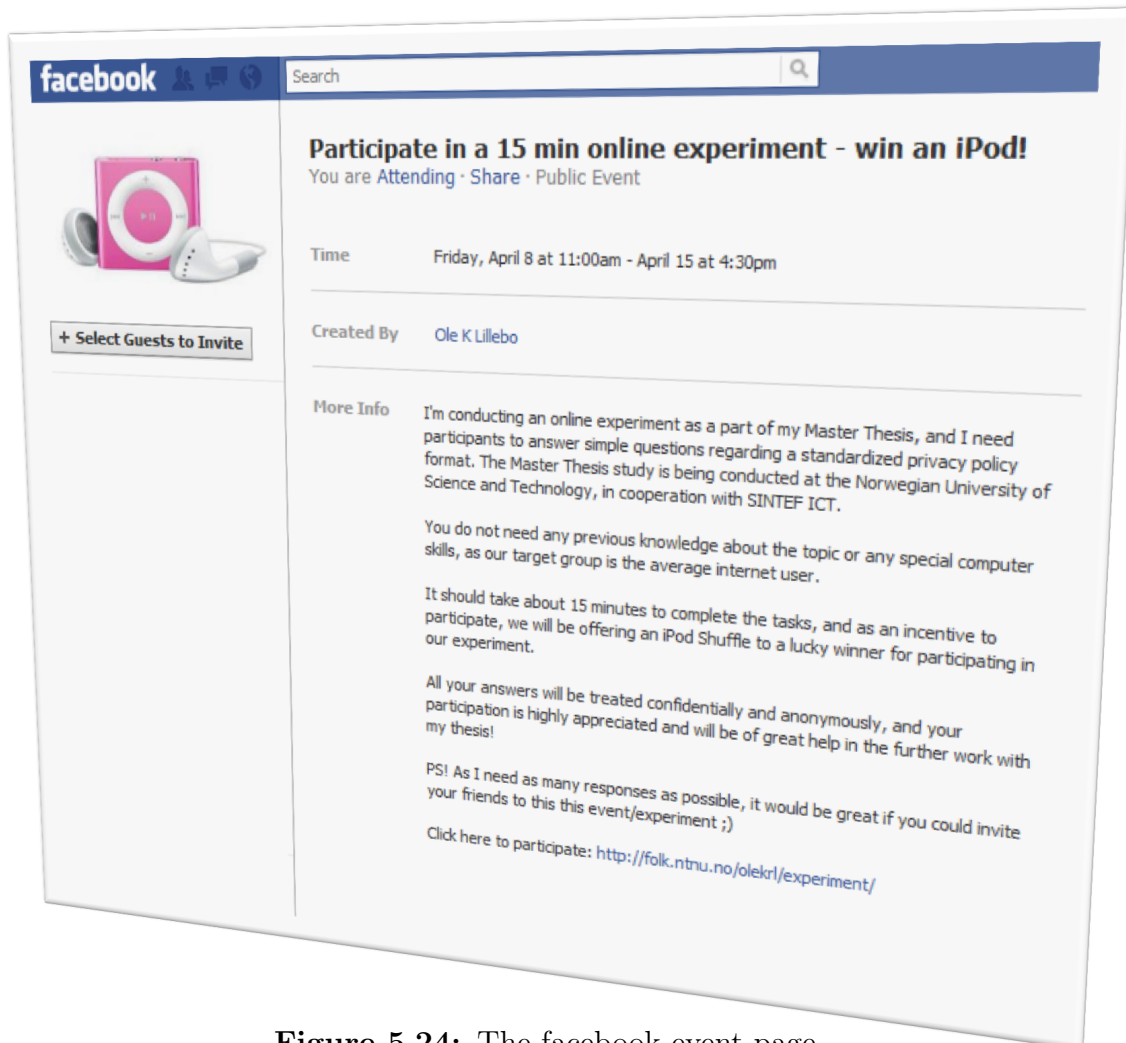 facebook
Search
Participate in a 15 min online experiment - win an iPod!
You are Attending · Share · Public Event
Time Friday, April 8 at 11:00am - April 15 at 4:30pm
+ Select Guests to Invite
Created By Ole K Lillebo
More Info I'm conducting an online experiment as a part of my Master Thesis, and I need
participants to answer simple questions regarding a standardized privacy policy
format. The Master Thesis study is being conducted at the Norwegian University of
Science and Technology, in cooperation with SINTEF ICT.
You do not need any previous knowledge about the topic or any special computer
skills, as our target group is the average internet user.
It should take about 15 minutes to complete the tasks, and as an incentive to
participate, we will be offering an iPod Shuffle to a lucky winner for participating in
our experiment.
All your answers will be treated confidentially and anonymously, and your
participation is highly appreciated and will be of great help in the further work with
my thesis!
PS! As I need as many responses as possible, it would be great if you could invite
your friends to this this event/experiment ;)
Click here to participate: http://folk.ntnu.no/olekrl/experiment/
Figure 5.24: The facebook event page